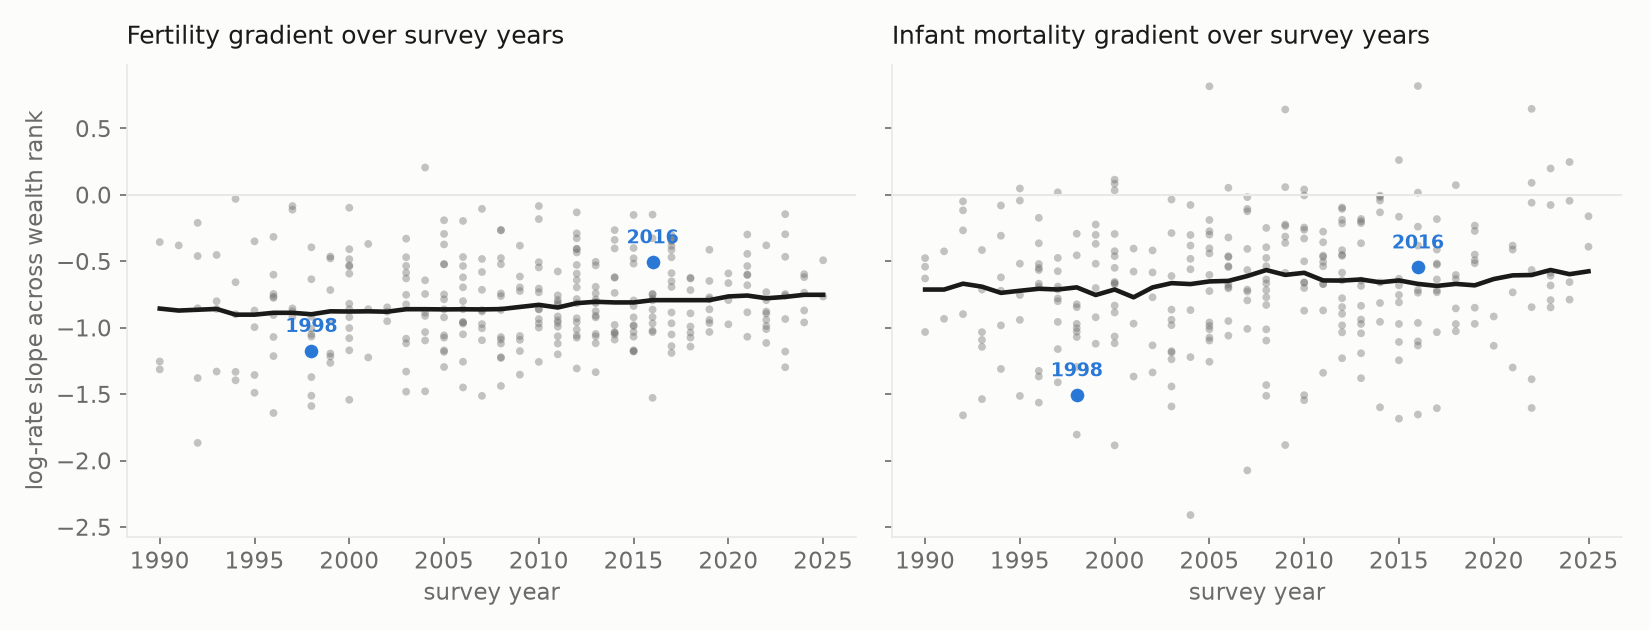 Fertility gradient over survey years
log-rate slope across wealth rank
0.5
0.0
−0.5
−1.0
−1.5
−2.0
−2.5
1998
2016
1990 1995 2000 2005 2010 2015 2020 2025
survey year
Infant mortality gradient over survey years
1998
2016
1990 1995 2000 2005 2010 2015 2020 2025
survey year